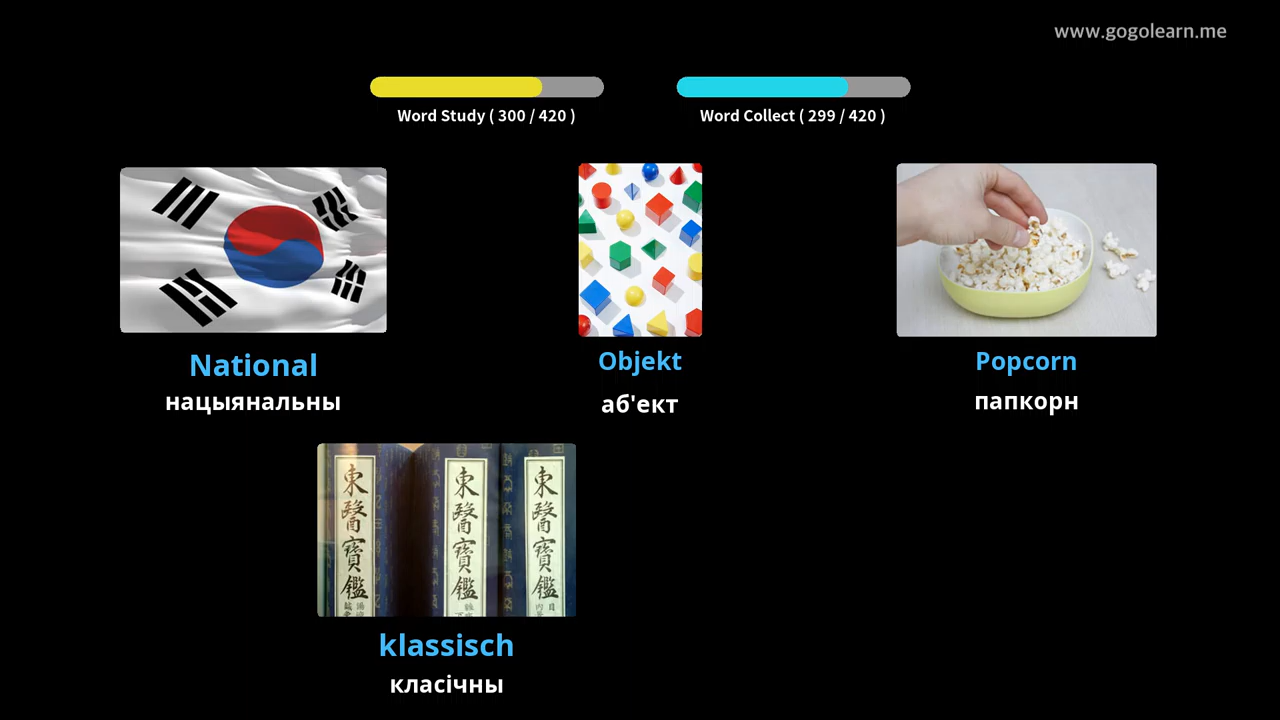 www.gogolearn.me
Word Study ( 300 / 420 )
Word Collect ( 299 / 420 )
National
нацыянальны
Objekt
аб'ект
Popcorn
папкорн
東醫寶鑑
東醫寶鑑
東醫寶鑑
klassisch
класічны